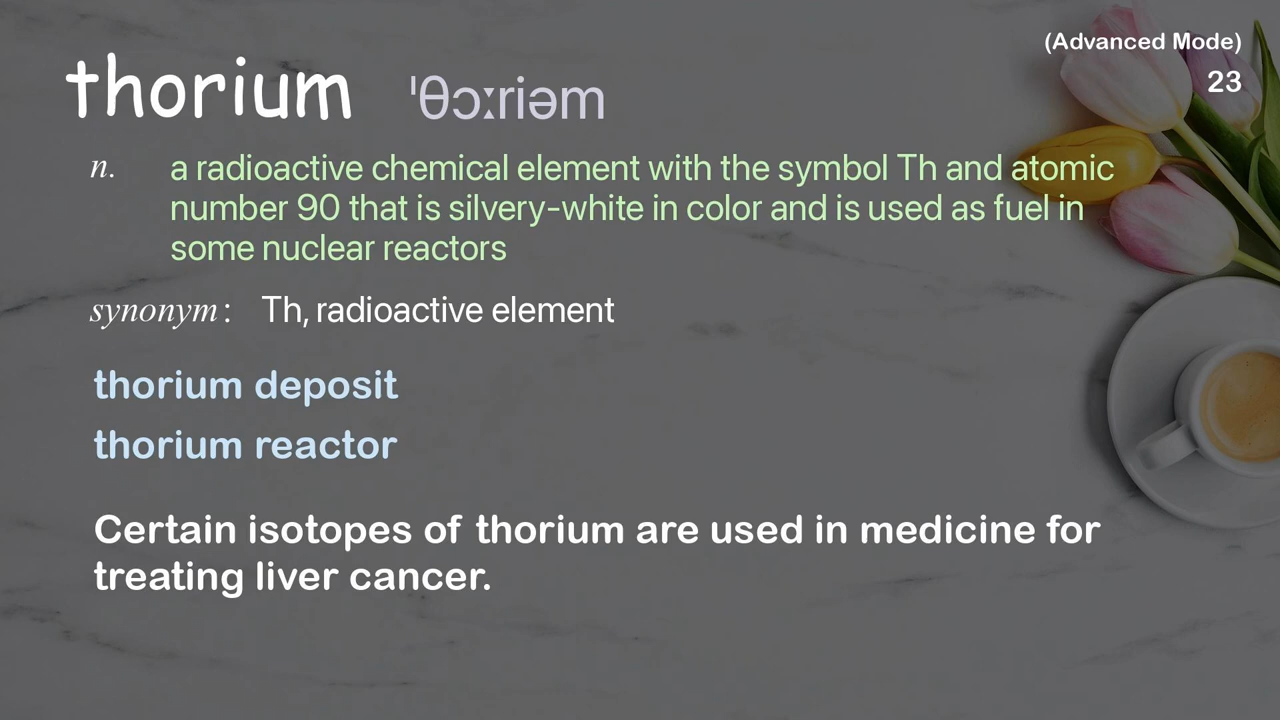 (Advanced Mode)
23
thorium ˈθɔːriəm
n. a radioactive chemical element with the symbol Th and atomic
number 90 that is silvery-white in color and is used as fuel in
some nuclear reactors
synonym: Th, radioactive element
thorium deposit
thorium reactor
Certain isotopes of thorium are used in medicine for
treating liver cancer.